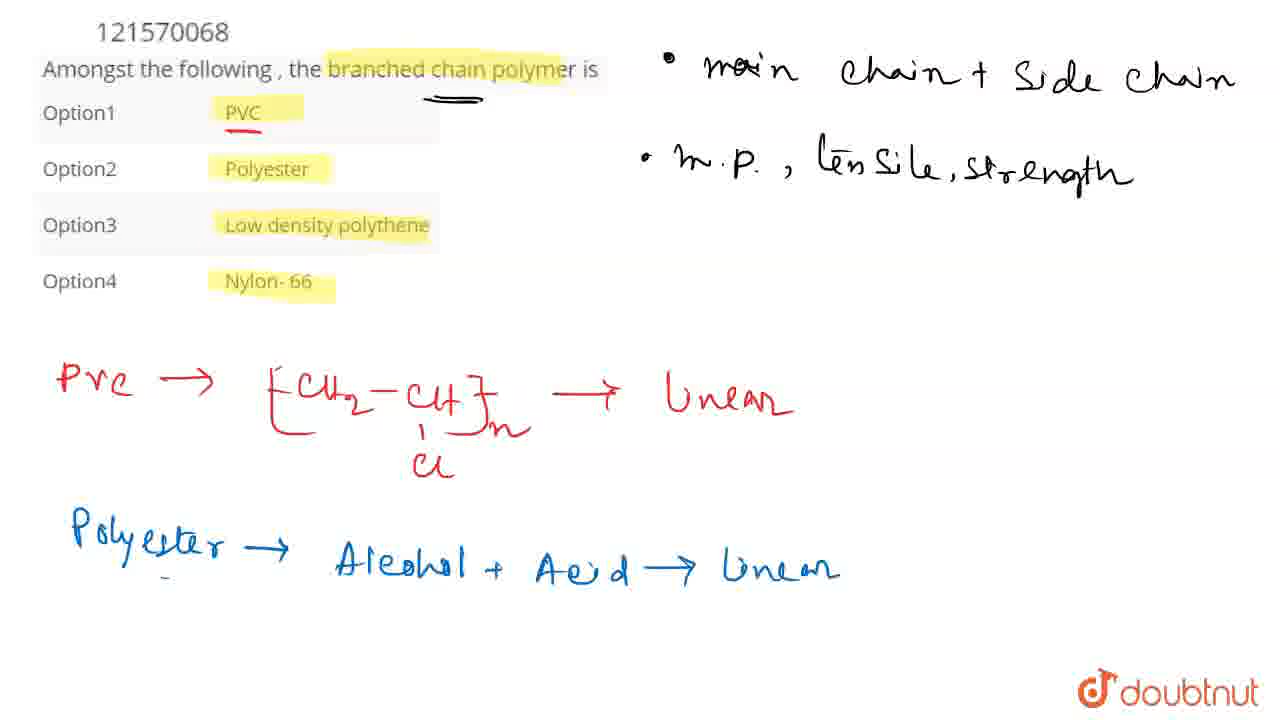 121570068
Amongst the following , the branched chain polymer is
Option1 PVC
Option2 Polyester
Option3 Low density polythene
Option4 Nylon- 66
• main chain + side chain
• m.p. , tensile, strength
PVC → [CH2 – CH]n → Linear
Cl
Polyester → Alcohol + Acid → Linear
doubtnut